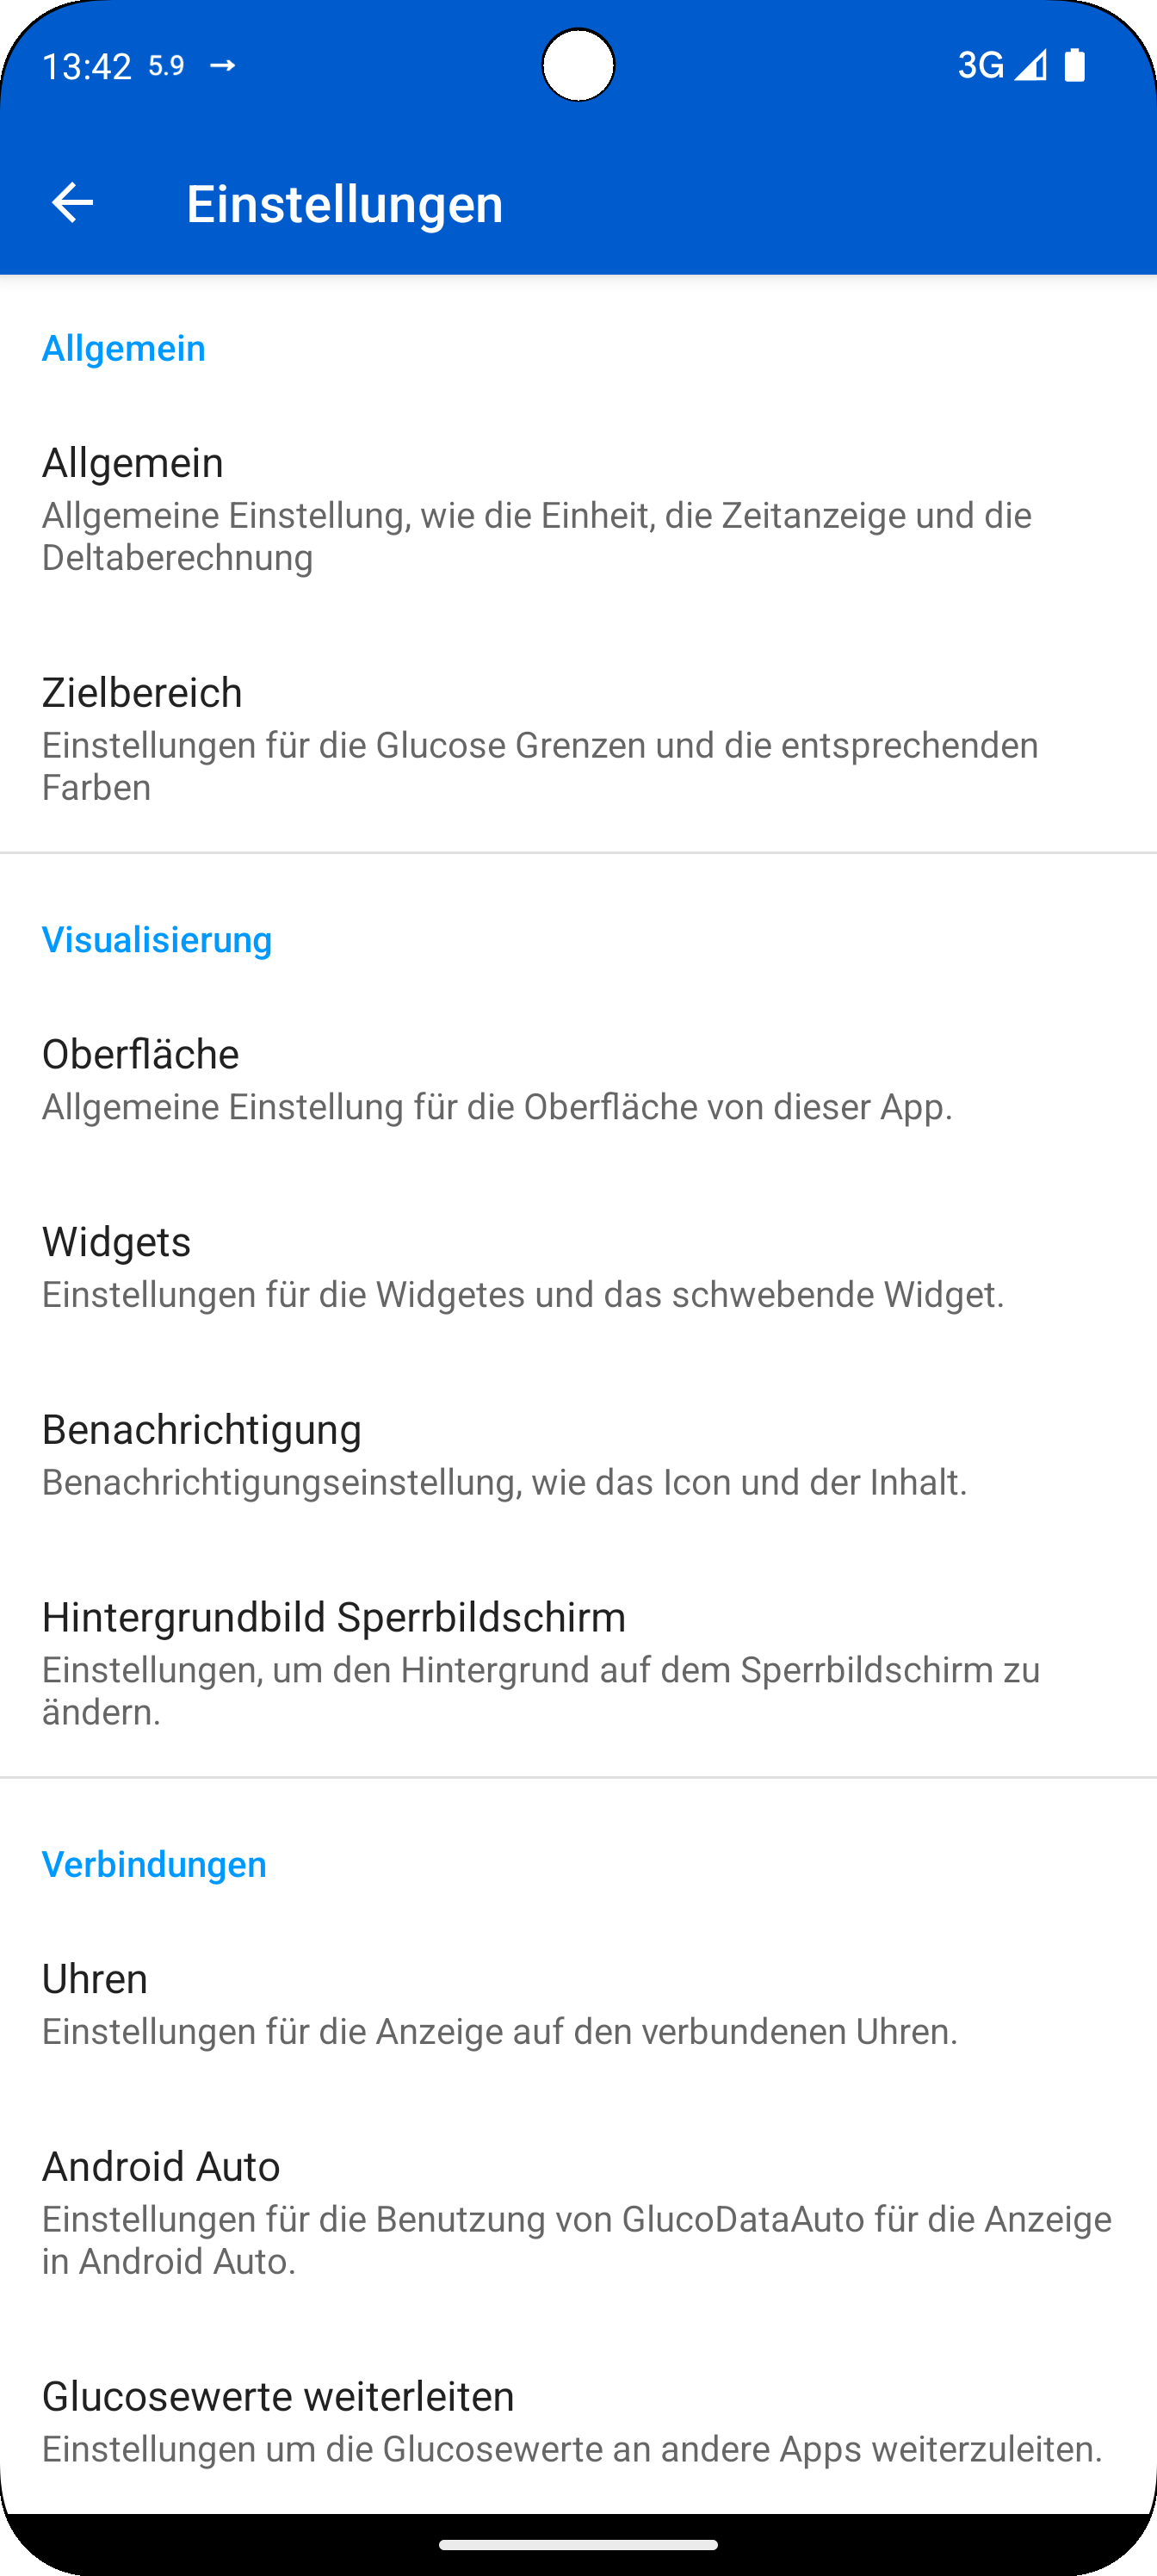 13:42 5.9 → 3G
Einstellungen
Allgemein
Allgemein
Allgemeine Einstellung, wie die Einheit, die Zeitanzeige und die
Deltaberechnung
Zielbereich
Einstellungen für die Glucose Grenzen und die entsprechenden
Farben
Visualisierung
Oberfläche
Allgemeine Einstellung für die Oberfläche von dieser App.
Widgets
Einstellungen für die Widgetes und das schwebende Widget.
Benachrichtigung
Benachrichtigungseinstellung, wie das Icon und der Inhalt.
Hintergrundbild Sperrbildschirm
Einstellungen, um den Hintergrund auf dem Sperrbildschirm zu
ändern.
Verbindungen
Uhren
Einstellungen für die Anzeige auf den verbundenen Uhren.
Android Auto
Einstellungen für die Benutzung von GlucoDataAuto für die Anzeige
in Android Auto.
Glucosewerte weiterleiten
Einstellungen um die Glucosewerte an andere Apps weiterzuleiten.